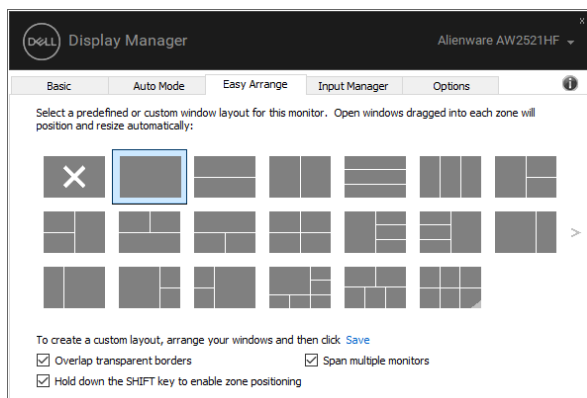 DELL Display Manager Alienware AW2521HF
Basic Auto Mode Easy Arrange Input Manager Options
Select a predefined or custom window layout for this monitor. Open windows dragged into each zone will
position and resize automatically:
To create a custom layout, arrange your windows and then click Save
Overlap transparent borders Span multiple monitors
Hold down the SHIFT key to enable zone positioning